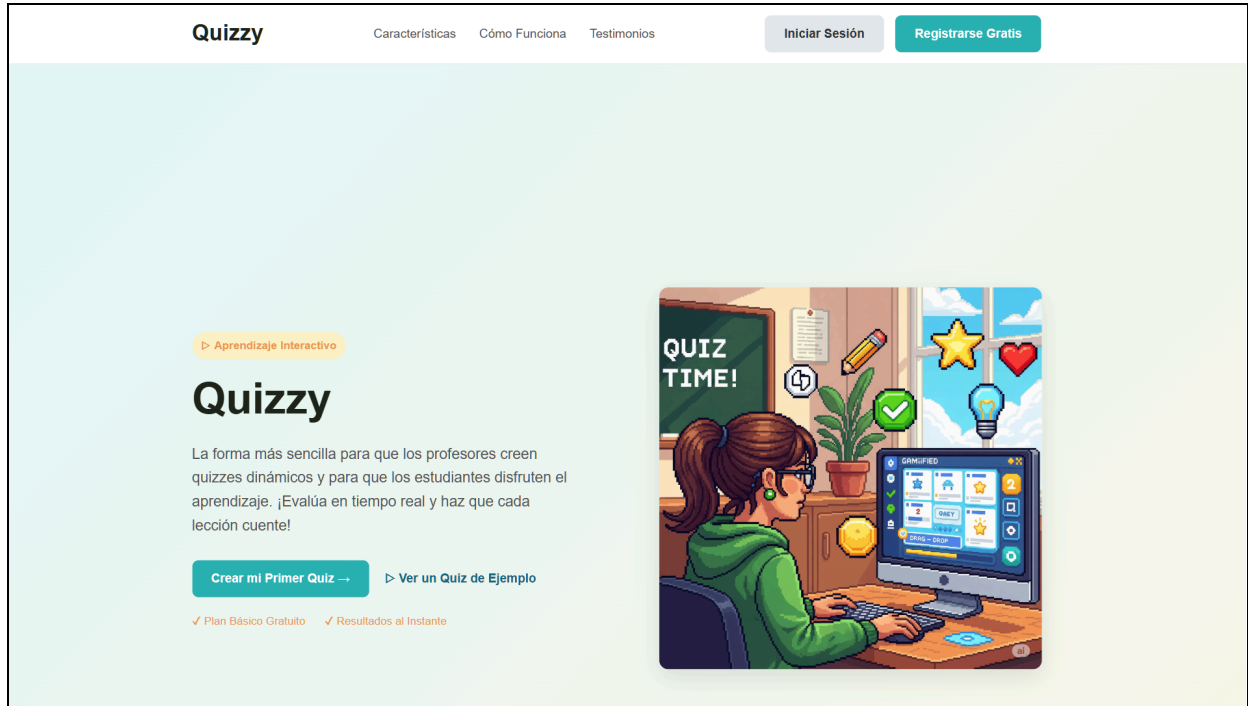 Quizzy
Características Cómo Funciona Testimonios
Iniciar Sesión
Registrarse Gratis
▷ Aprendizaje Interactivo
Quizzy
La forma más sencilla para que los profesores creen
quizzes dinámicos y para que los estudiantes disfruten el
aprendizaje. ¡Evalúa en tiempo real y haz que cada
lección cuente!
Crear mi Primer Quiz →
▷ Ver un Quiz de Ejemplo
✓ Plan Básico Gratuito ✓ Resultados al Instante
QUIZ
TIME!
GAMIIFIED
2
2
DRAG – DROP
ai